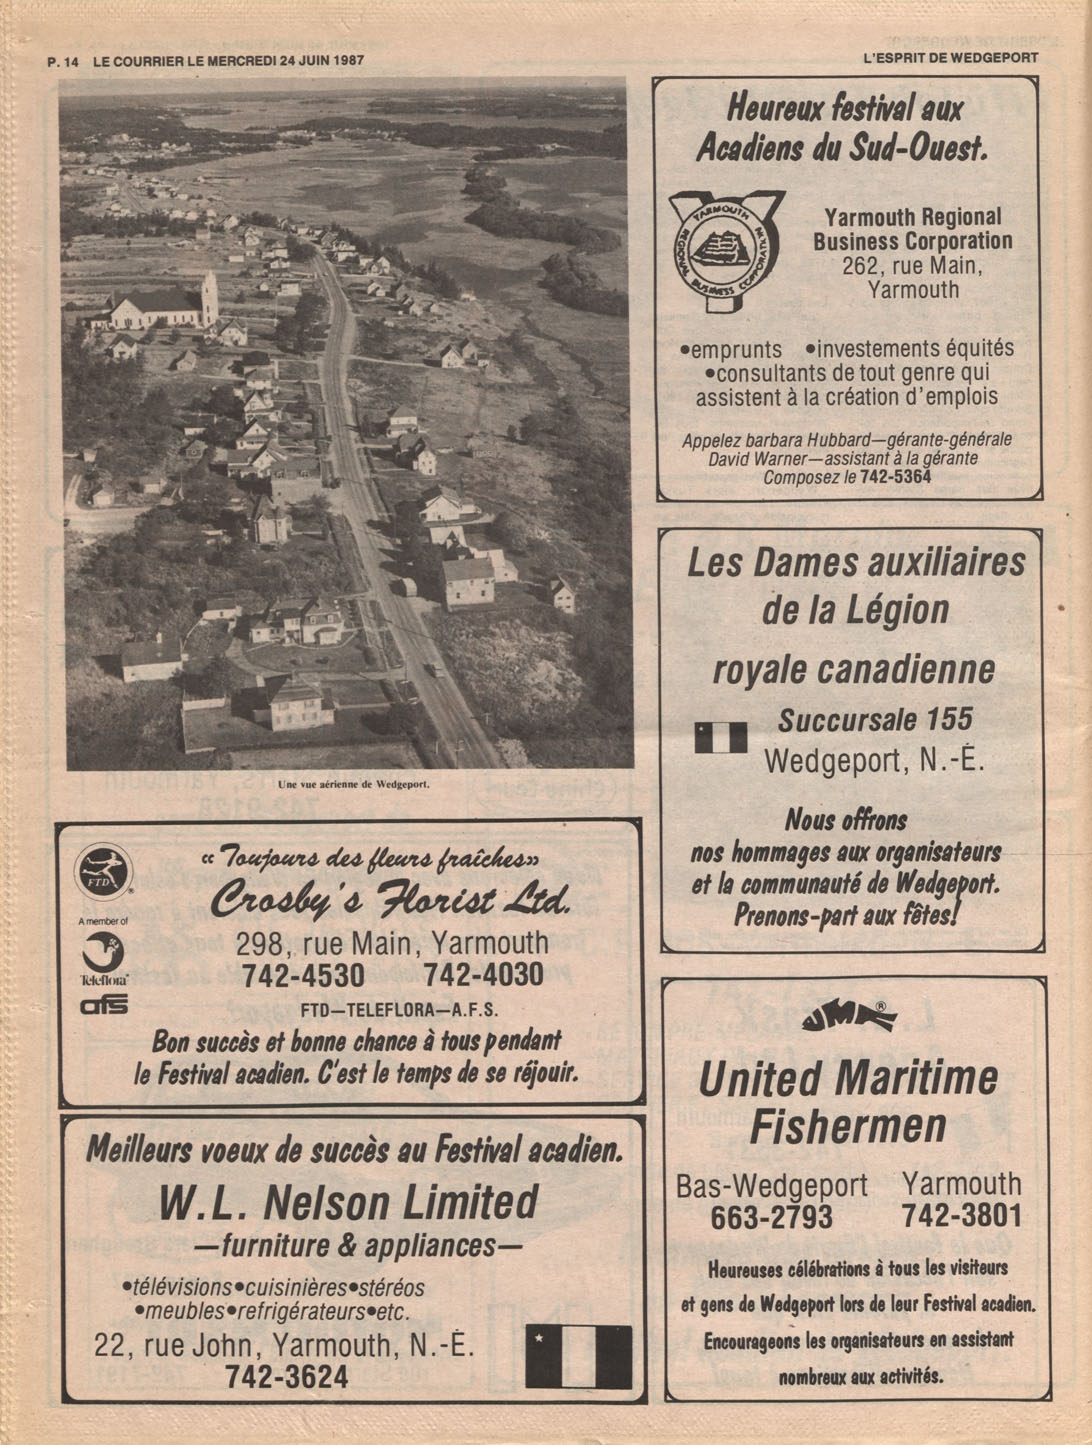 P. 14 LE COURRIER LE MERCREDI 24 JUIN 1987
L'ESPRIT DE WEDGEPORT
Une vue aérienne de Wedgeport.
Heureux festival aux
Acadiens du Sud-Ouest.
YARMOUTH
REGIONAL BUSINESS CORPORATION
Yarmouth Regional
Business Corporation
262, rue Main,
Yarmouth
•emprunts •investements équités
•consultants de tout genre qui
assistent à la création d'emplois
Appelez barbara Hubbard—gérante-générale
David Warner—assistant à la gérante
Composez le 742-5364
Les Dames auxiliaires
de la Légion
royale canadienne
Succursale 155
Wedgeport, N.-É.
Nous offrons
nos hommages aux organisateurs
et la communauté de Wedgeport.
Prenons-part aux fêtes!
FTD®
A member of
Teleflora
afs
« Toujours des fleurs fraîches»
Crosby's Florist Ltd.
298, rue Main, Yarmouth
742-4530 742-4030
FTD—TELEFLORA—A.F.S.
Bon succès et bonne chance à tous pendant
le Festival acadien. C'est le temps de se réjouir.
Meilleurs voeux de succès au Festival acadien.
W.L. Nelson Limited
—furniture & appliances—
•télévisions•cuisinières•stéréos
•meubles•refrigérateurs•etc.
22, rue John, Yarmouth, N.-É.
742-3624
UMF®
United Maritime
Fishermen
Bas-Wedgeport Yarmouth
663-2793 742-3801
Heureuses célébrations à tous les visiteurs
et gens de Wedgeport lors de leur Festival acadien.
Encourageons les organisateurs en assistant
nombreux aux activités.